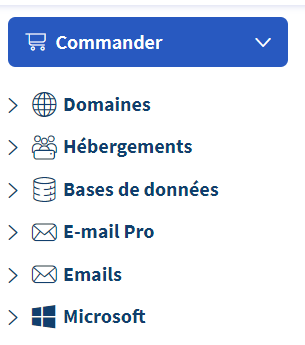 Commander
Domaines
Hébergements
Bases de données
E-mail Pro
Emails
Microsoft